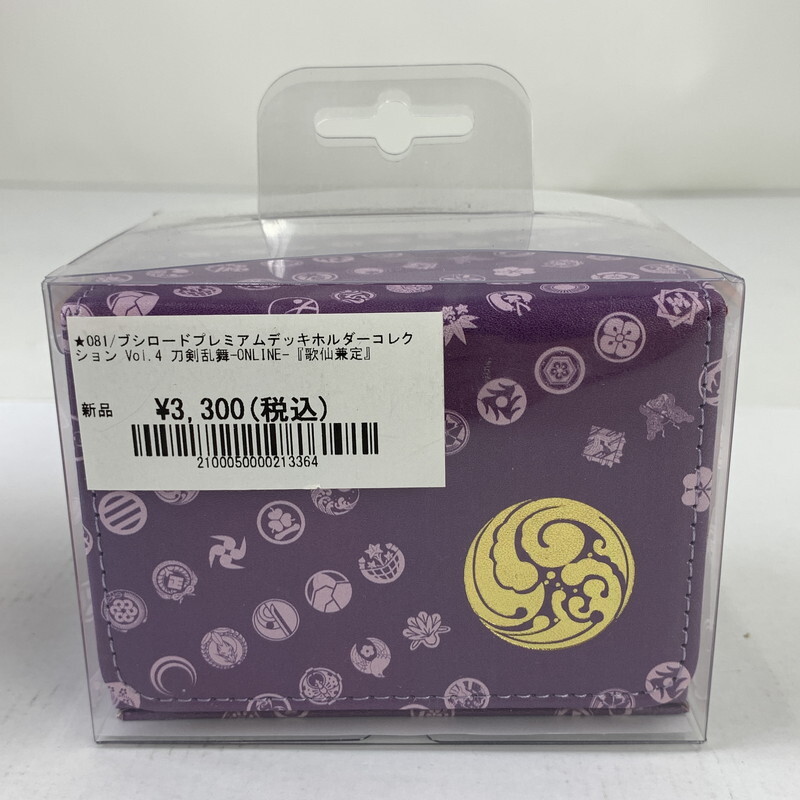 ★081/ブシロードプレミアムデッキホルダーコレク
ション Vol.4 刀剣乱舞-ONLINE-『歌仙兼定』
新品 ¥3,300(税込)
2100050000213364